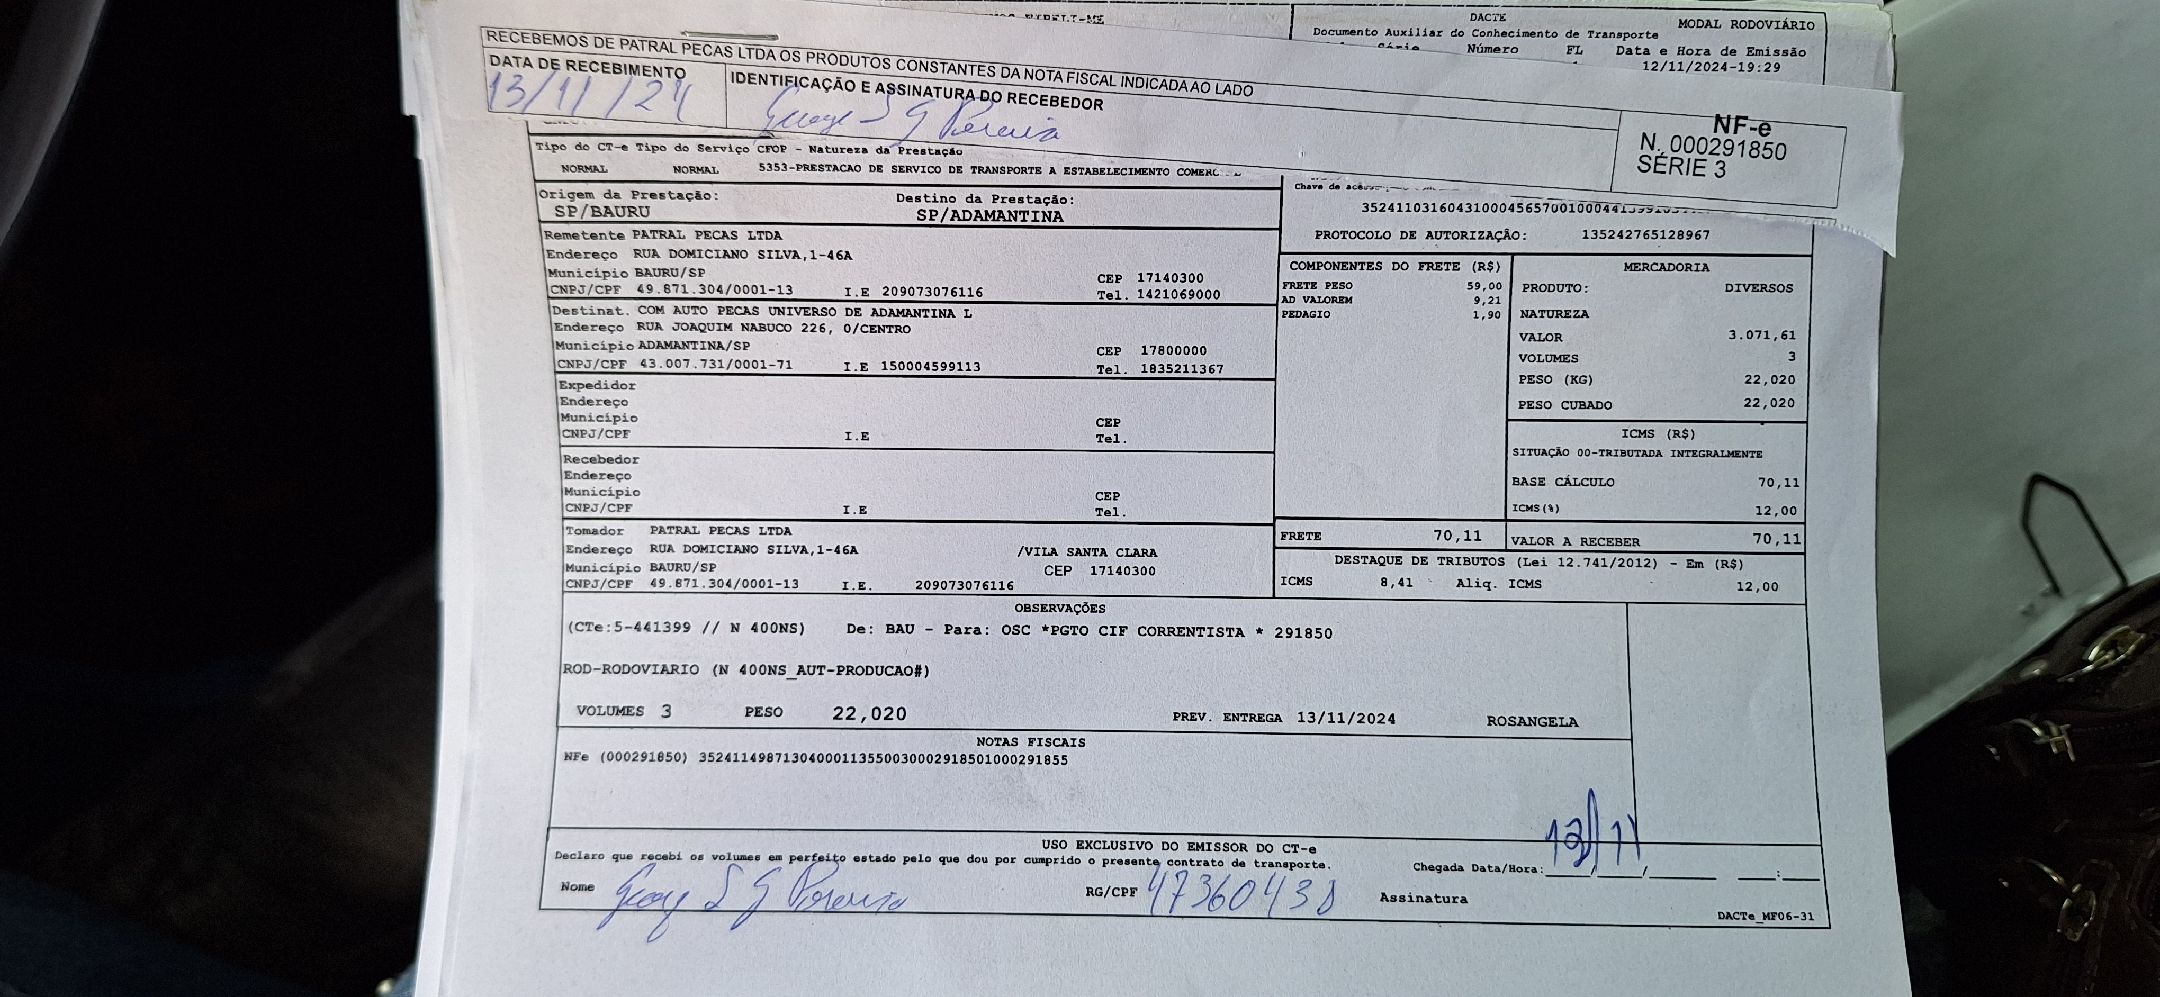 DACTE
MODAL RODOVIÁRIO
Documento Auxiliar do Conhecimento de Transporte
Número FL Data e Hora de Emissão
12/11/2024-19:29
RECEBEMOS DE PATRAL PECAS LTDA OS PRODUTOS CONSTANTES DA NOTA FISCAL INDICADA AO LADO
DATA DE RECEBIMENTO IDENTIFICAÇÃO E ASSINATURA DO RECEBEDOR
13/11/24
NF-e
N. 000291850
SÉRIE 3
Tipo do CT-e Tipo do Serviço CFOP - Natureza da Prestação
NORMAL NORMAL 5353-PRESTACAO DE SERVICO DE TRANSPORTE A ESTABELECIMENTO
Origem da Prestação: Destino da Prestação:
SP/BAURU SP/ADAMANTINA
Chave de
PROTOCOLO DE AUTORIZAÇÃO: 135242765128967
Remetente PATRAL PECAS LTDA
Endereço RUA DOMICIANO SILVA,1-46A
Município BAURU/SP CEP 17140300
CNPJ/CPF 49.871.304/0001-13 I.E 209073076116 Tel. 1421069000
Destinat. COM AUTO PECAS UNIVERSO DE ADAMANTINA L
Endereço RUA JOAQUIM NABUCO 226, 0/CENTRO
Município ADAMANTINA/SP CEP 17800000
CNPJ/CPF 43.007.731/0001-71 I.E 150004599113 Tel. 1835211367
Expedidor
Endereço
Município CEP
CNPJ/CPF I.E Tel.
Recebedor
Endereço
Município CEP
CNPJ/CPF I.E Tel.
Tomador PATRAL PECAS LTDA
Endereço RUA DOMICIANO SILVA,1-46A /VILA SANTA CLARA
Município BAURU/SP CEP 17140300
CNPJ/CPF 49.871.304/0001-13 I.E. 209073076116
COMPONENTES DO FRETE (R$)
FRETE PESO 59,00
AD VALOREM 9,21
PEDAGIO 1,90
MERCADORIA
PRODUTO: DIVERSOS
NATUREZA
VALOR 3.071,61
VOLUMES 3
PESO (KG) 22,020
PESO CUBADO 22,020
ICMS (R$)
SITUAÇÃO 00-TRIBUTADA INTEGRALMENTE
BASE CÁLCULO 70,11
ICMS(%) 12,00
FRETE 70,11 VALOR A RECEBER 70,11
DESTAQUE DE TRIBUTOS (Lei 12.741/2012) - Em (R$)
ICMS 8,41 Aliq. ICMS 12,00
OBSERVAÇÕES
(CTe:5-441399 // N 400NS) De: BAU - Para: OSC *PGTO CIF CORRENTISTA * 291850
ROD-RODOVIARIO (N 400NS_AUT-PRODUCAO#)
VOLUMES 3 PESO 22,020 PREV. ENTREGA 13/11/2024 ROSANGELA
NOTAS FISCAIS
NFe (000291850) 35241149871304000113550030002918501000291855
USO EXCLUSIVO DO EMISSOR DO CT-e
Declaro que recebi os volumes em perfeito estado pelo que dou por cumprido o presente contrato de transporte. Chegada Data/Hora:
Nome RG/CPF 47360438 Assinatura
DACTe_MF06-31